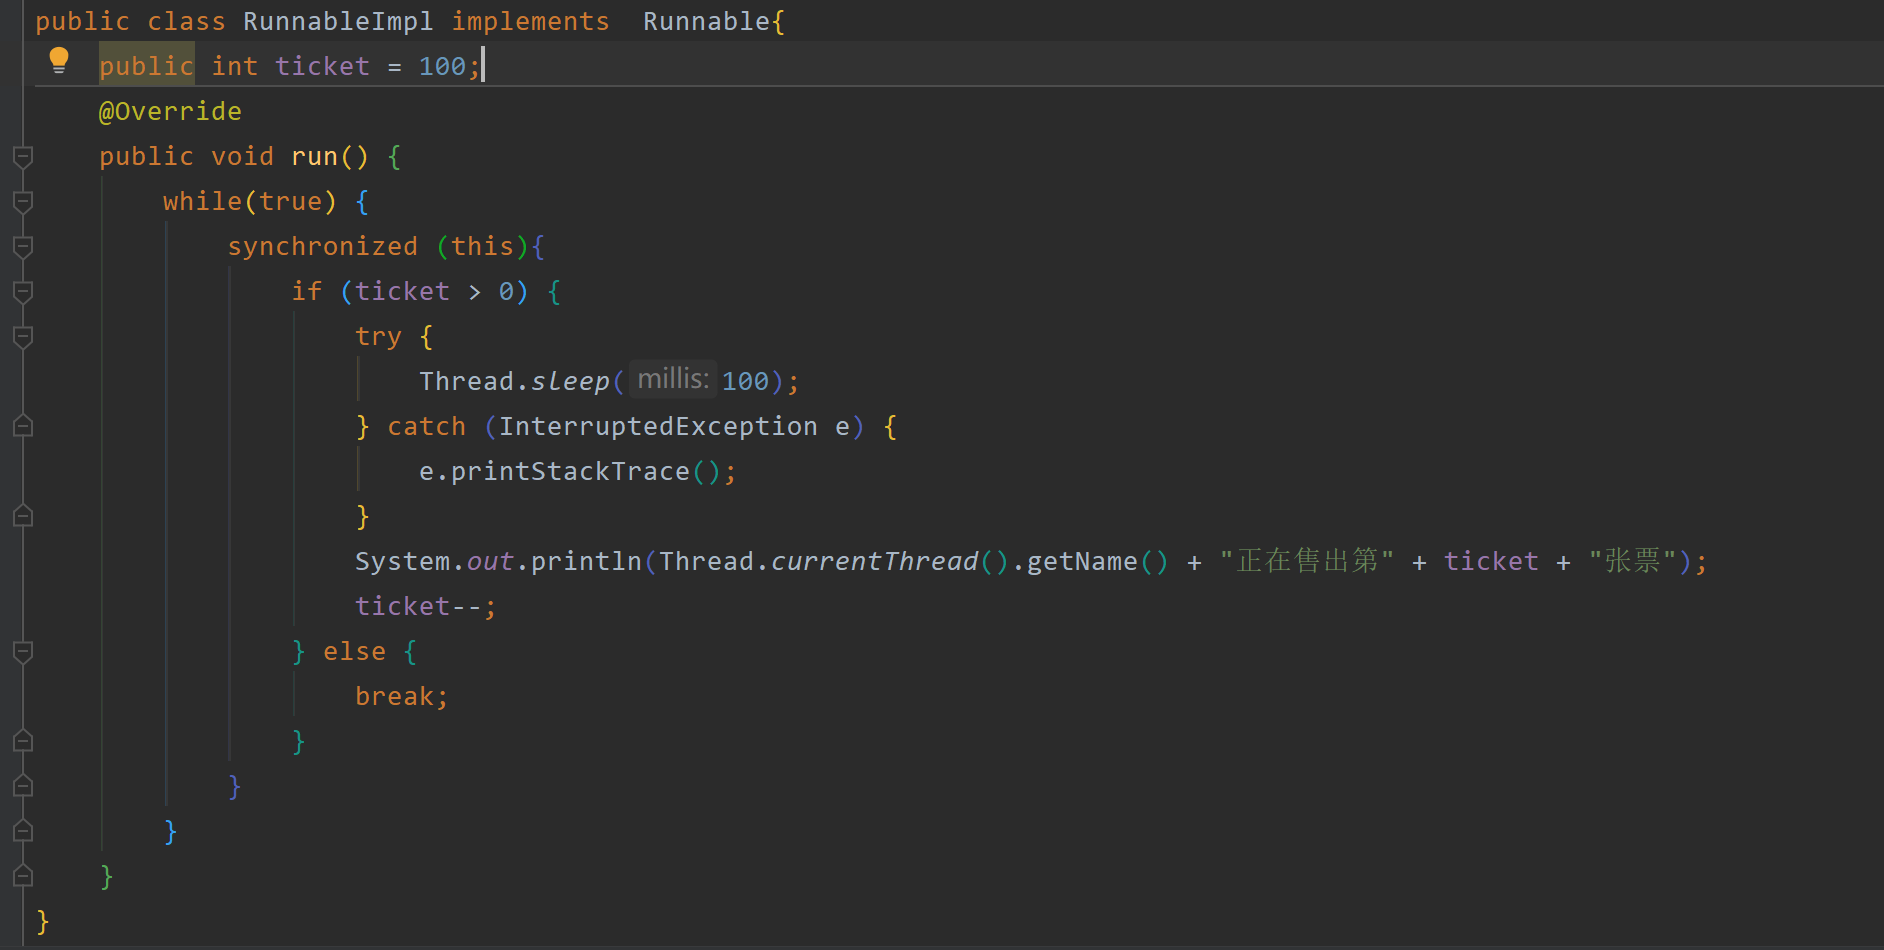 public class RunnableImpl implements  Runnable{
    public int ticket = 100;
    @Override
    public void run() {
        while(true) {
            synchronized (this){
                if (ticket > 0) {
                    try {
                        Thread.sleep( millis: 100);
                    } catch (InterruptedException e) {
                        e.printStackTrace();
                    }
                    System.out.println(Thread.currentThread().getName() + "正在售出第" + ticket + "张票");
                    ticket--;
                } else {
                    break;
                }
            }
        }
    }
}